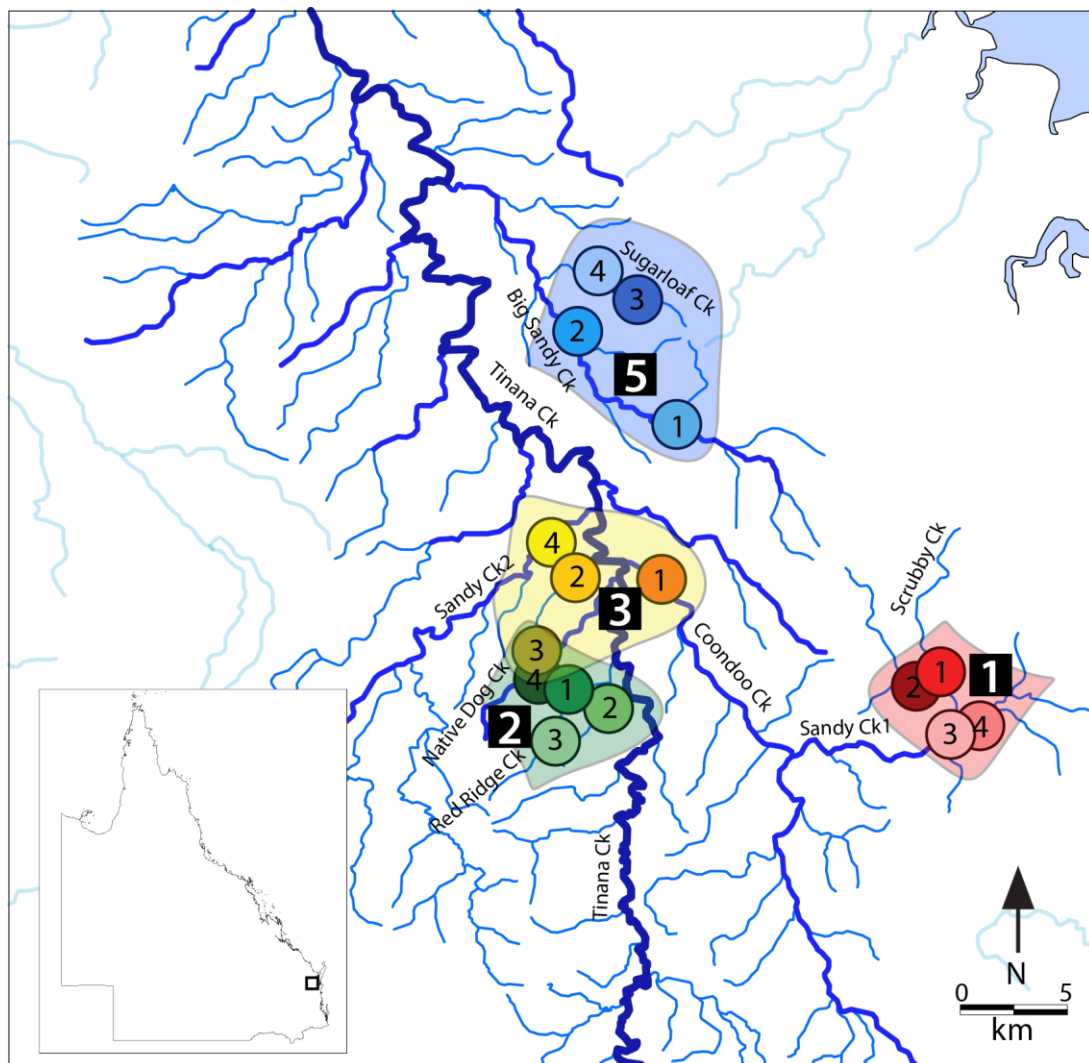 Sugarloaf Ck
4
3
Big Sandy Ck
2
5
1
Tinana Ck
4
Sandy Ck2
2
1
3
Scrubby Ck
Coondoo Ck
3
4
1
2
Native Dog Ck
2
3
Red Ridge Ck
1
2
1
Sandy Ck1
3
4
Tinana Ck
N
0 5
km